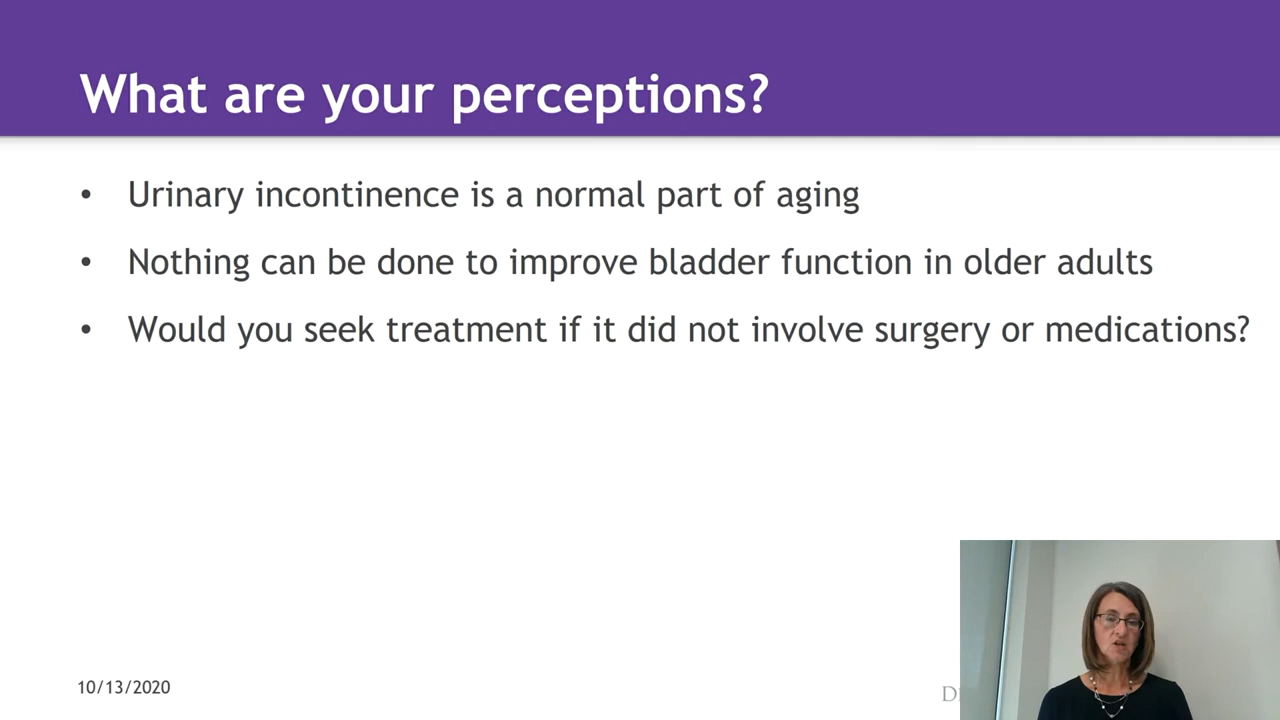 What are your perceptions?
• Urinary incontinence is a normal part of aging
• Nothing can be done to improve bladder function in older adults
• Would you seek treatment if it did not involve surgery or medications?
10/13/2020